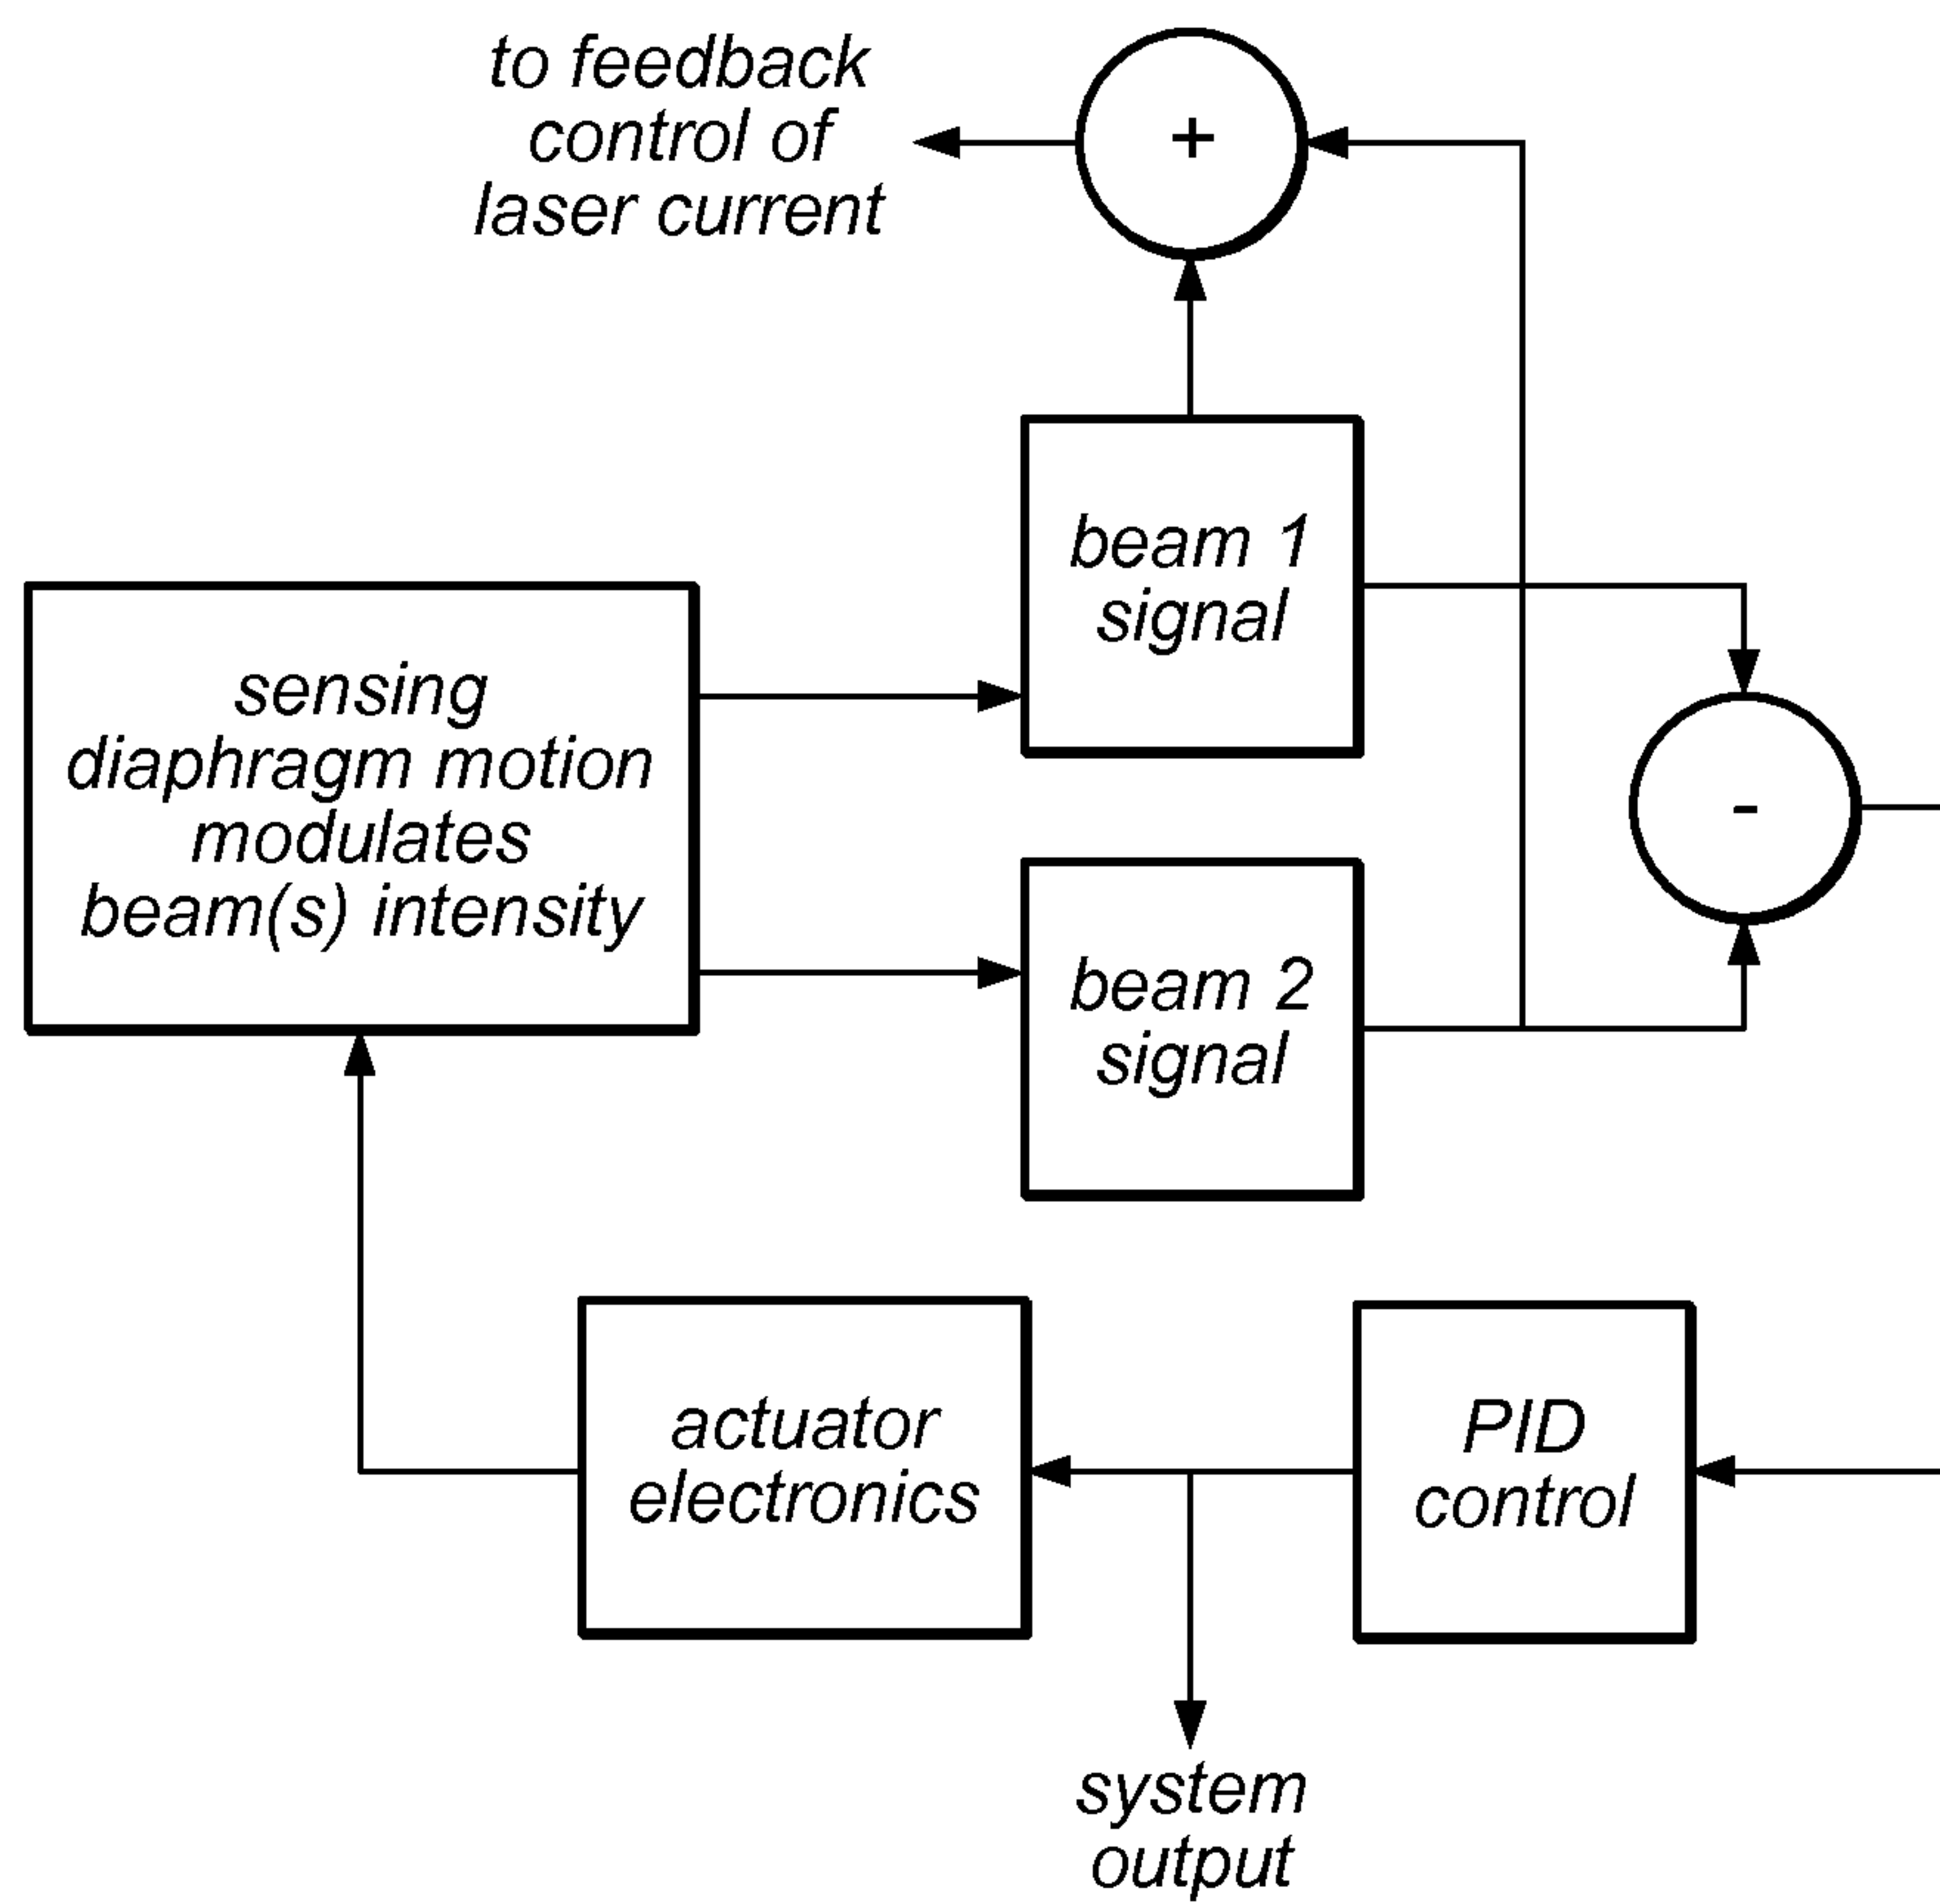 to feedback
control of
laser current
+
beam 1
signal
sensing
diaphragm motion
modulates
beam(s) intensity
-
beam 2
signal
actuator
electronics
PID
control
system
output